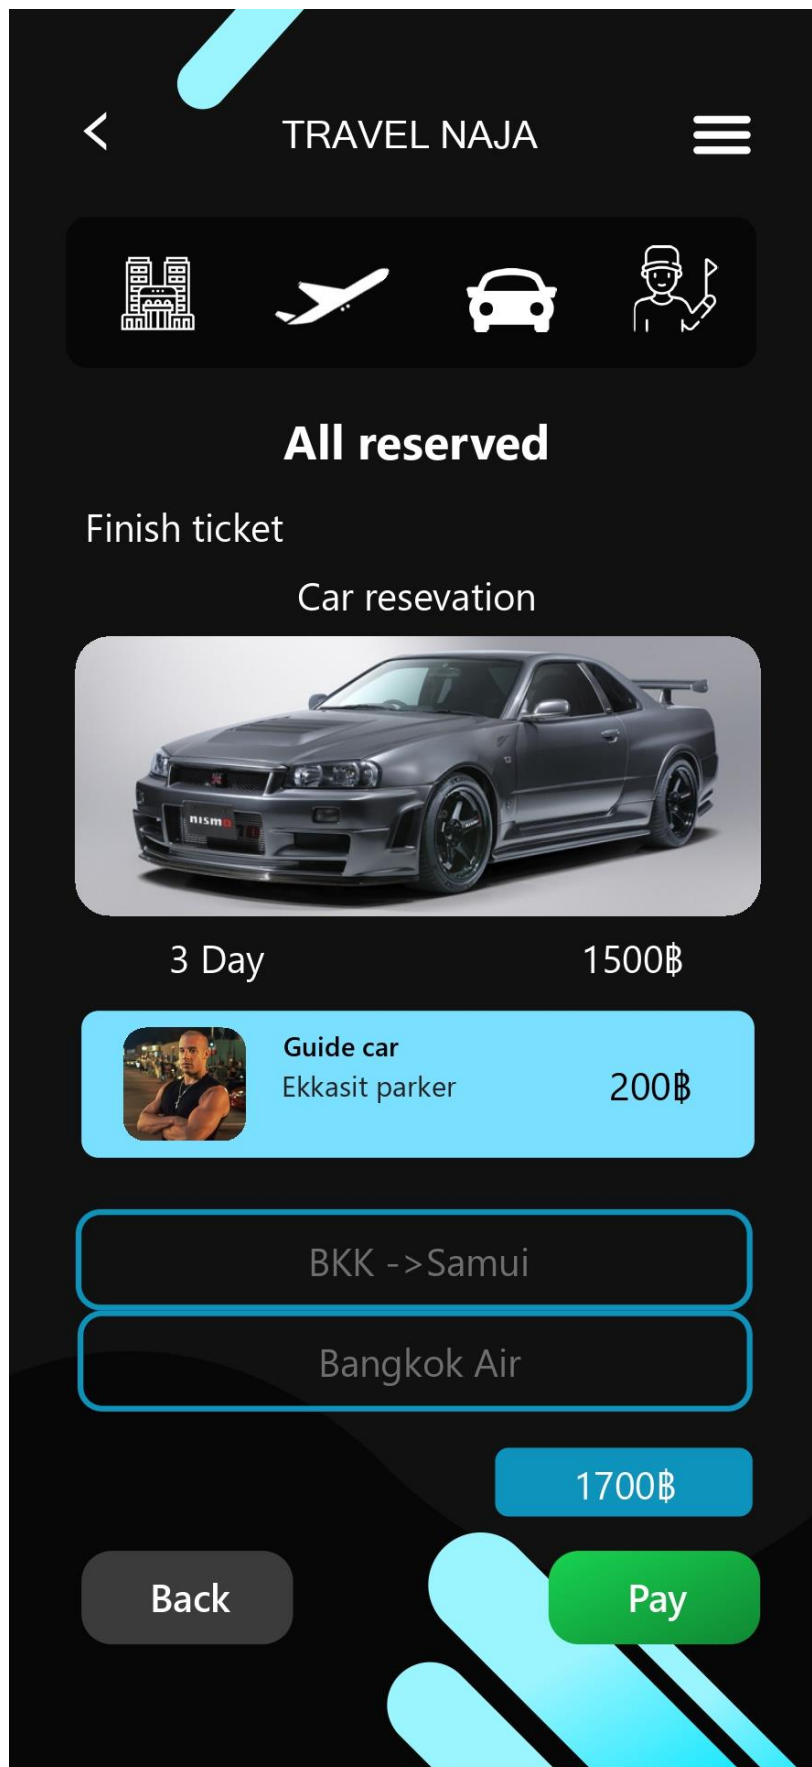 TRAVEL NAJA
All reserved
Finish ticket
Car resevation
nismo
3 Day 1500฿
Guide car
Ekkasit parker 200฿
BKK ->Samui
Bangkok Air
1700฿
Back Pay